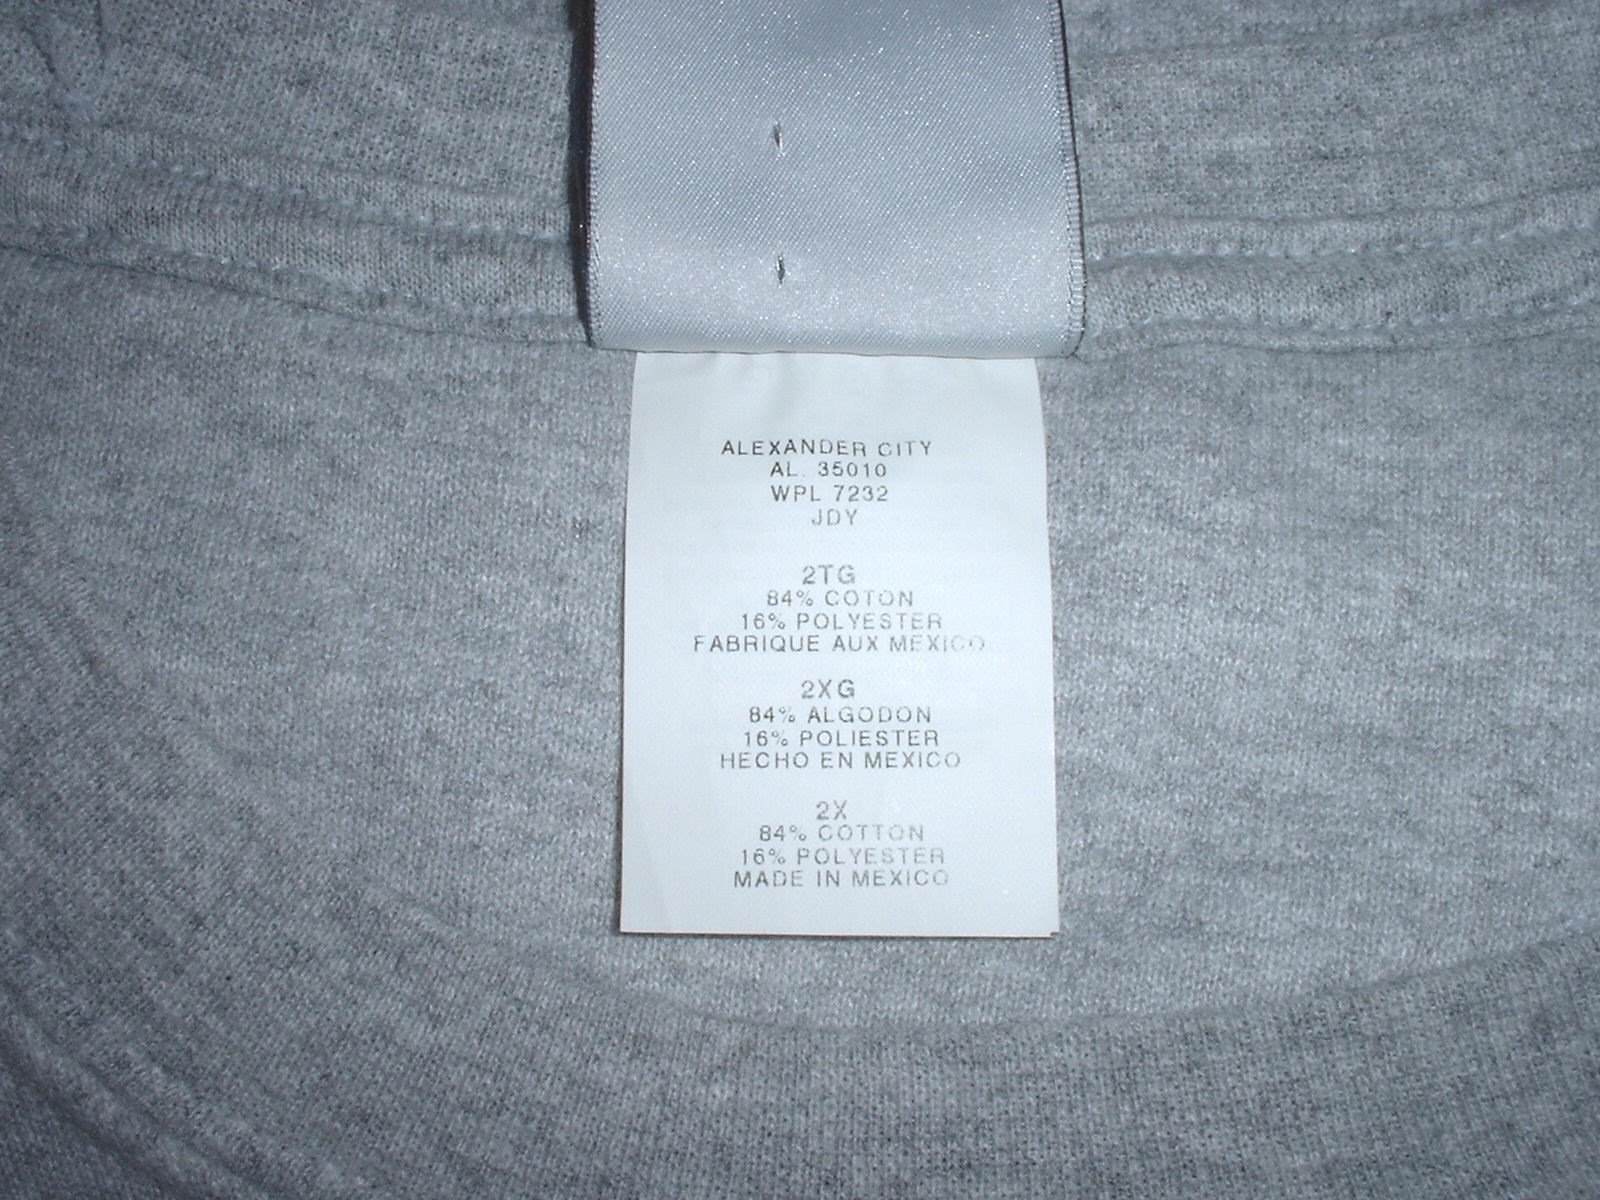 ALEXANDER CITY
AL. 35010
WPL 7232
JDY
2TG
84% COTON
16% POLYESTER
FABRIQUE AUX MEXICO
2XG
84% ALGODON
16% POLIESTER
HECHO EN MEXICO
2X
84% COTTON
16% POLYESTER
MADE IN MEXICO